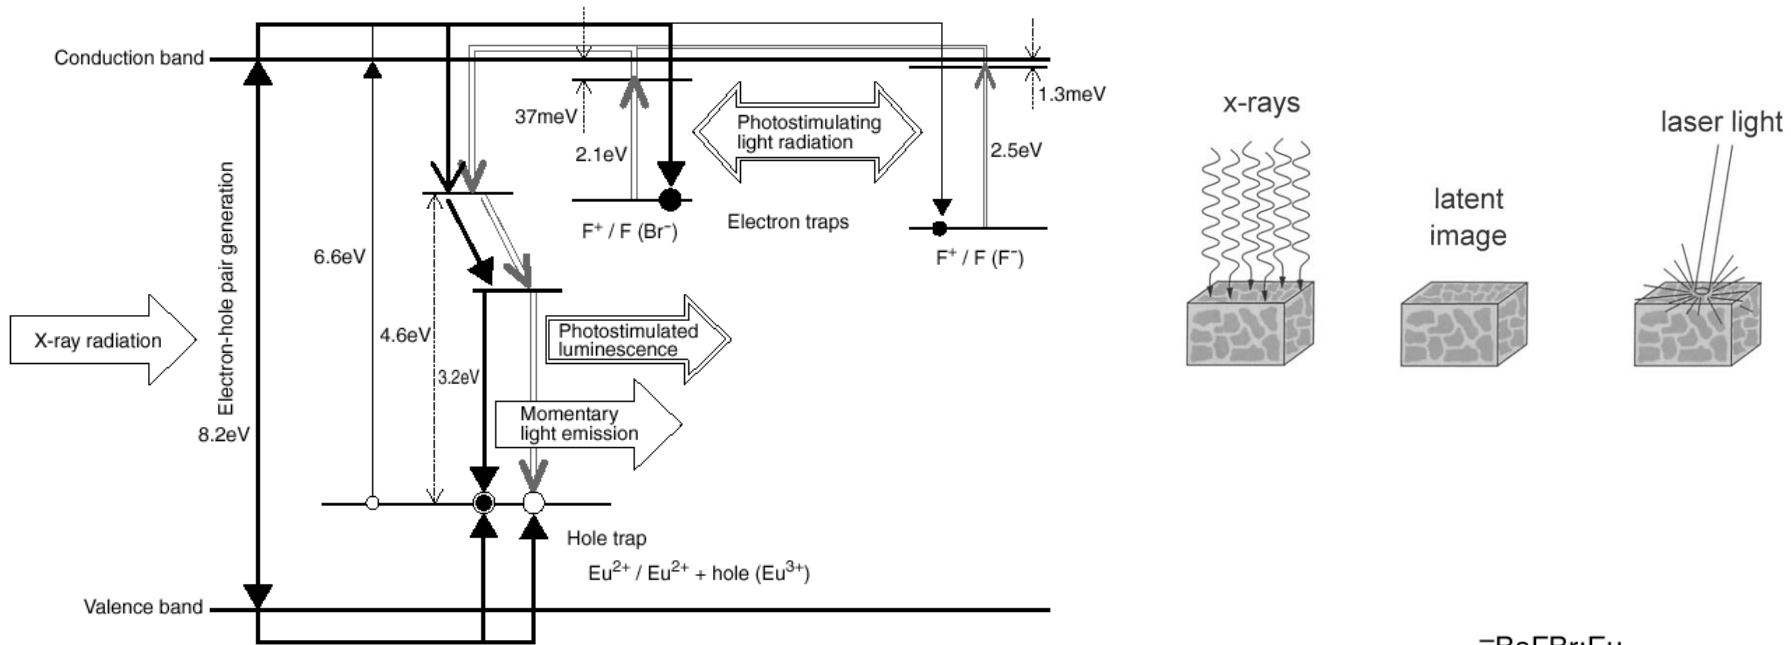 Conduction band
37meV
1.3meV
2.1eV
Photostimulating
light radiation
2.5eV
F⁺ / F (Br⁻)
Electron traps
F⁺ / F (F⁻)
Electron-hole pair generation
6.6eV
X-ray radiation
4.6eV
3.2eV
Photostimulated
luminescence
Momentary
light emission
8.2eV
Hole trap
Eu²⁺ / Eu²⁺ + hole (Eu³⁺)
Valence band
x-rays
latent
image
laser light